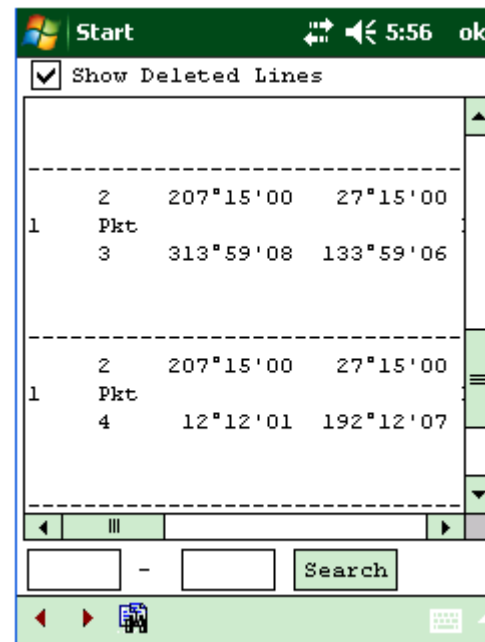 Start 5:56 ok
Show Deleted Lines
2 207°15'00 27°15'00
1 Pkt
3 313°59'08 133°59'06
2 207°15'00 27°15'00
1 Pkt
4 12°12'01 192°12'07
-
Search